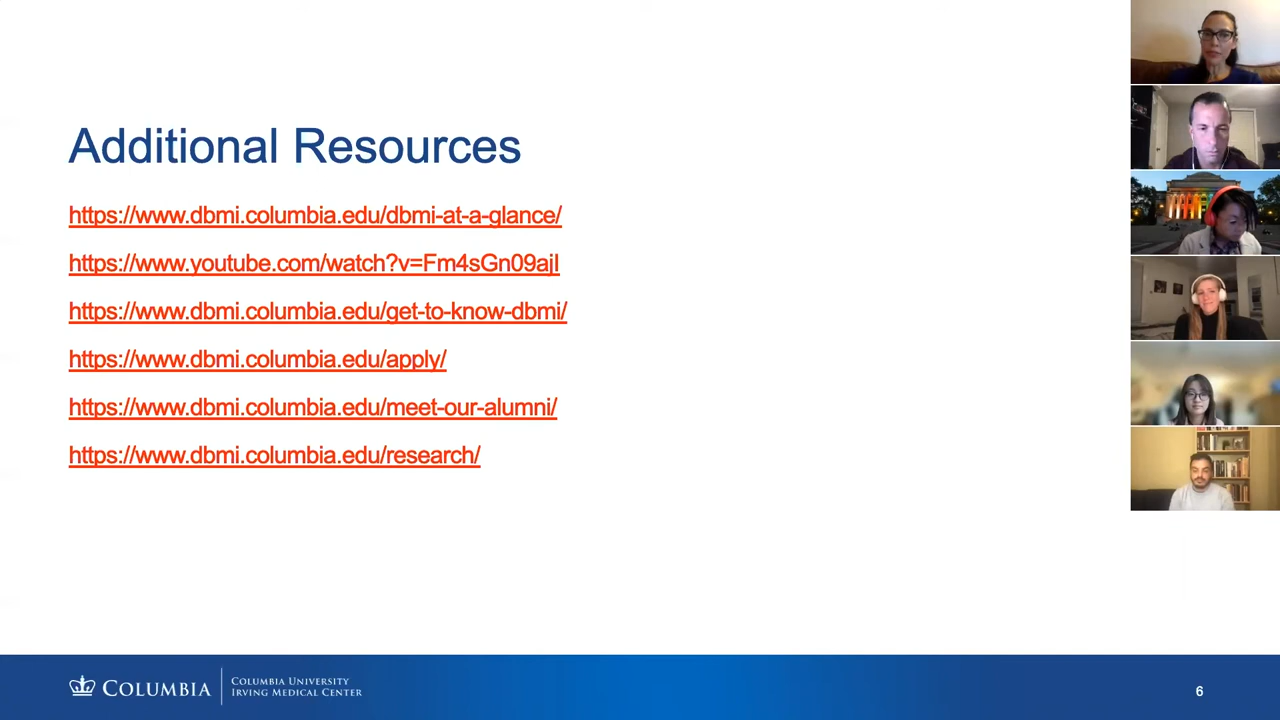 Additional Resources
https://www.dbmi.columbia.edu/dbmi-at-a-glance/
https://www.youtube.com/watch?v=Fm4sGn09ajI
https://www.dbmi.columbia.edu/get-to-know-dbmi/
https://www.dbmi.columbia.edu/apply/
https://www.dbmi.columbia.edu/meet-our-alumni/
https://www.dbmi.columbia.edu/research/
COLUMBIA
COLUMBIA UNIVERSITY
IRVING MEDICAL CENTER
6